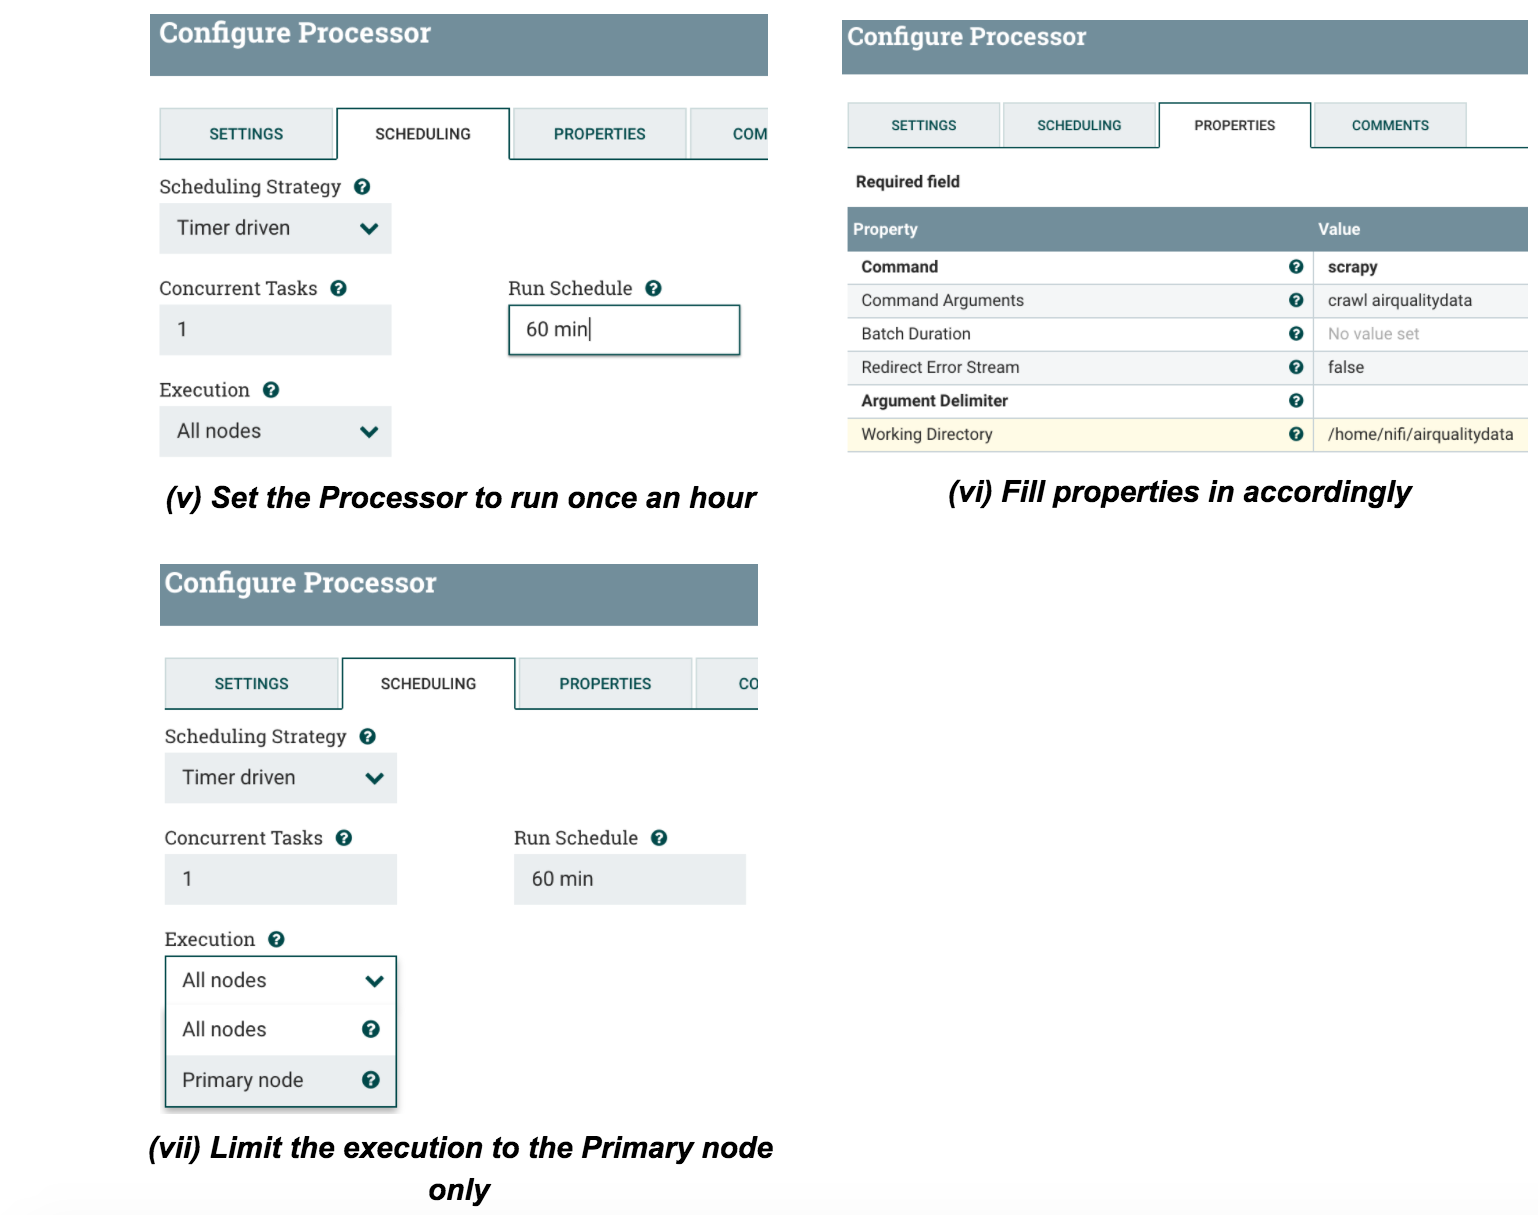 Configure Processor
SETTINGS SCHEDULING PROPERTIES COM
Scheduling Strategy
Timer driven
Concurrent Tasks Run Schedule
1 60 min
Execution
All nodes
(v) Set the Processor to run once an hour
Configure Processor
SETTINGS SCHEDULING PROPERTIES COMMENTS
Required field
Property Value
Command scrapy
Command Arguments crawl airqualitydata
Batch Duration No value set
Redirect Error Stream false
Argument Delimiter
Working Directory /home/nifi/airqualitydata
(vi) Fill properties in accordingly
Configure Processor
SETTINGS SCHEDULING PROPERTIES CO
Scheduling Strategy
Timer driven
Concurrent Tasks Run Schedule
1 60 min
Execution
All nodes
All nodes
Primary node
(vii) Limit the execution to the Primary node
only